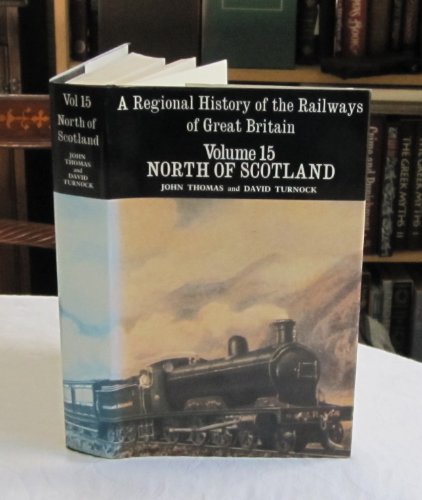 Vol 15
North of
Scotland
JOHN
THOMAS
and
DAVID
TURNOCK
A Regional History of the Railways
of Great Britain
Volume 15
NORTH OF SCOTLAND
JOHN THOMAS and DAVID TURNOCK
THE GREEK MYTHS